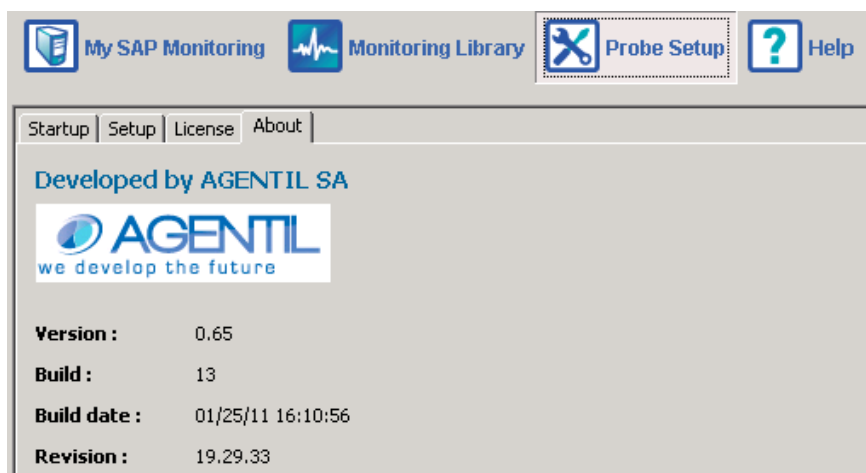 My SAP Monitoring Monitoring Library Probe Setup ? Help
Startup Setup License About
Developed by AGENTIL SA
AGENTIL
we develop the future
Version : 0.65
Build : 13
Build date : 01/25/11 16:10:56
Revision : 19.29.33